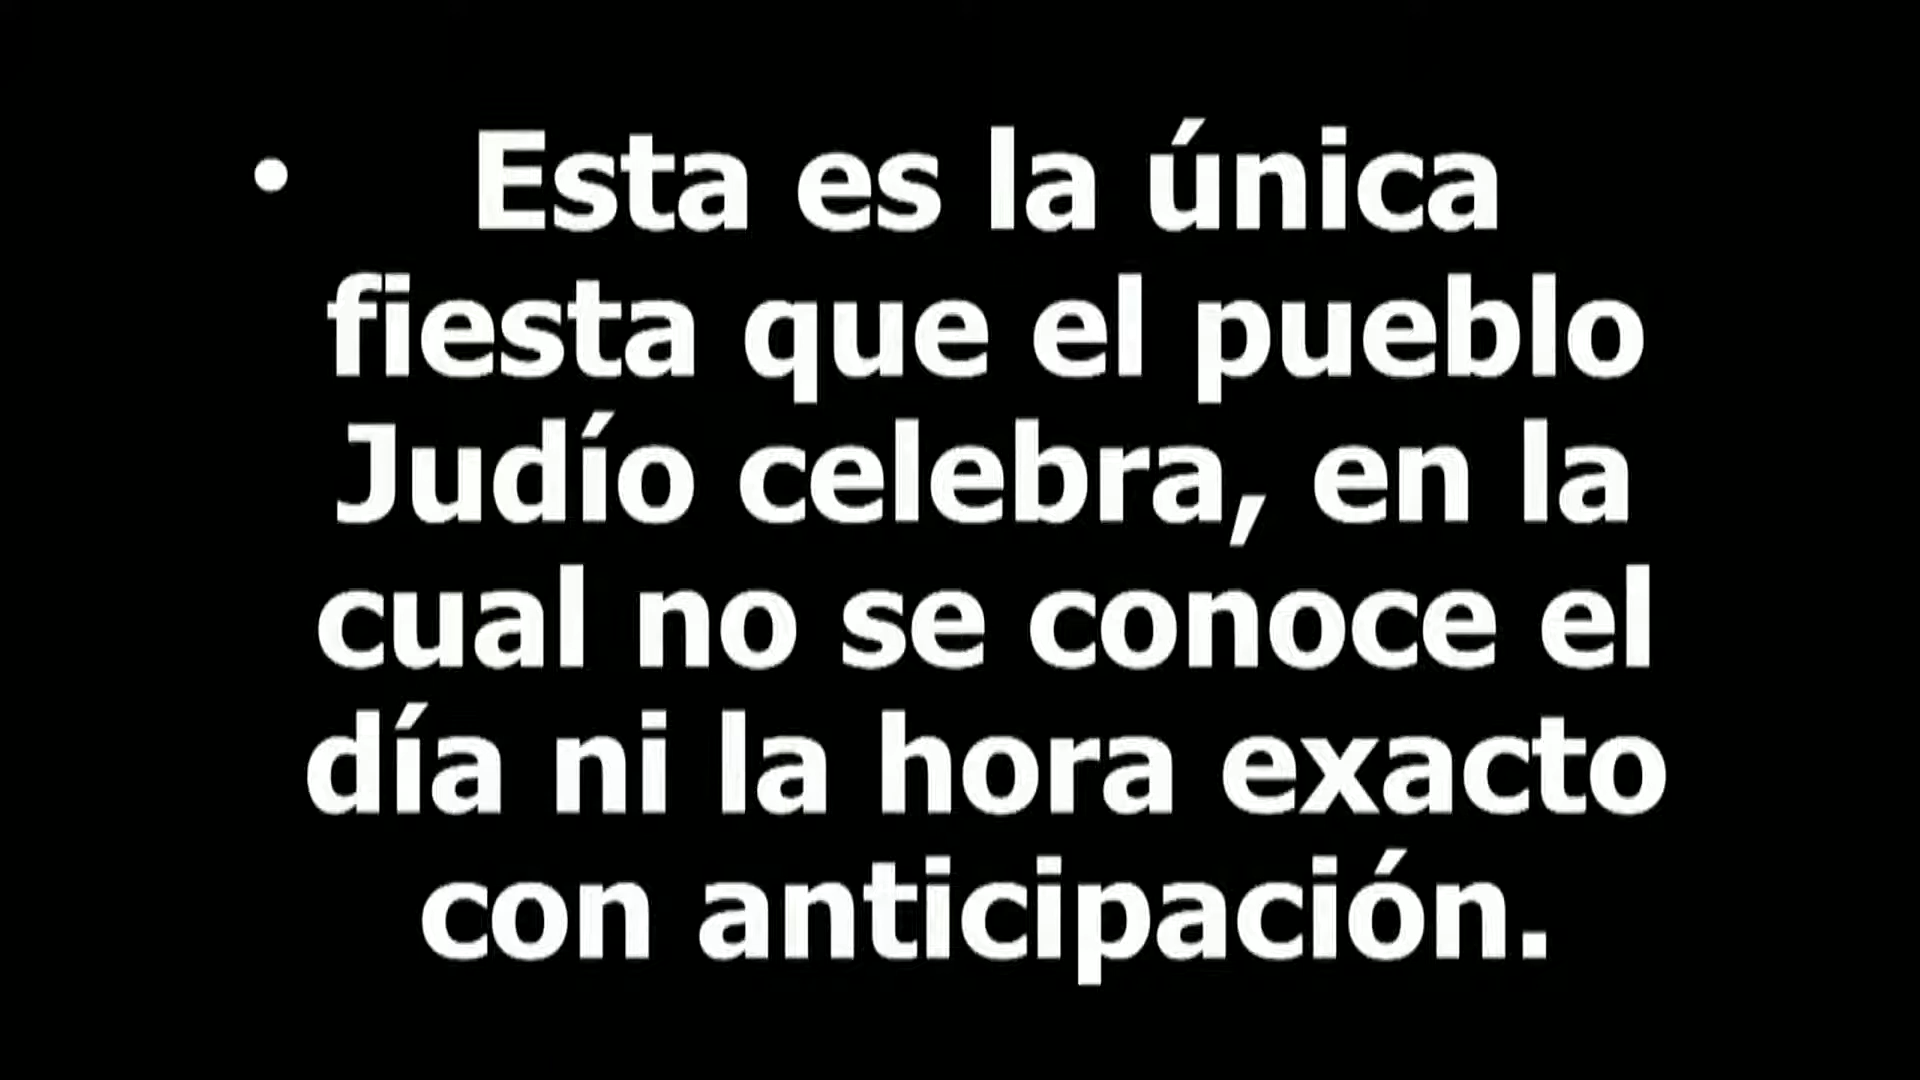 • Esta es la única
fiesta que el pueblo
Judío celebra, en la
cual no se conoce el
día ni la hora exacto
con anticipación.